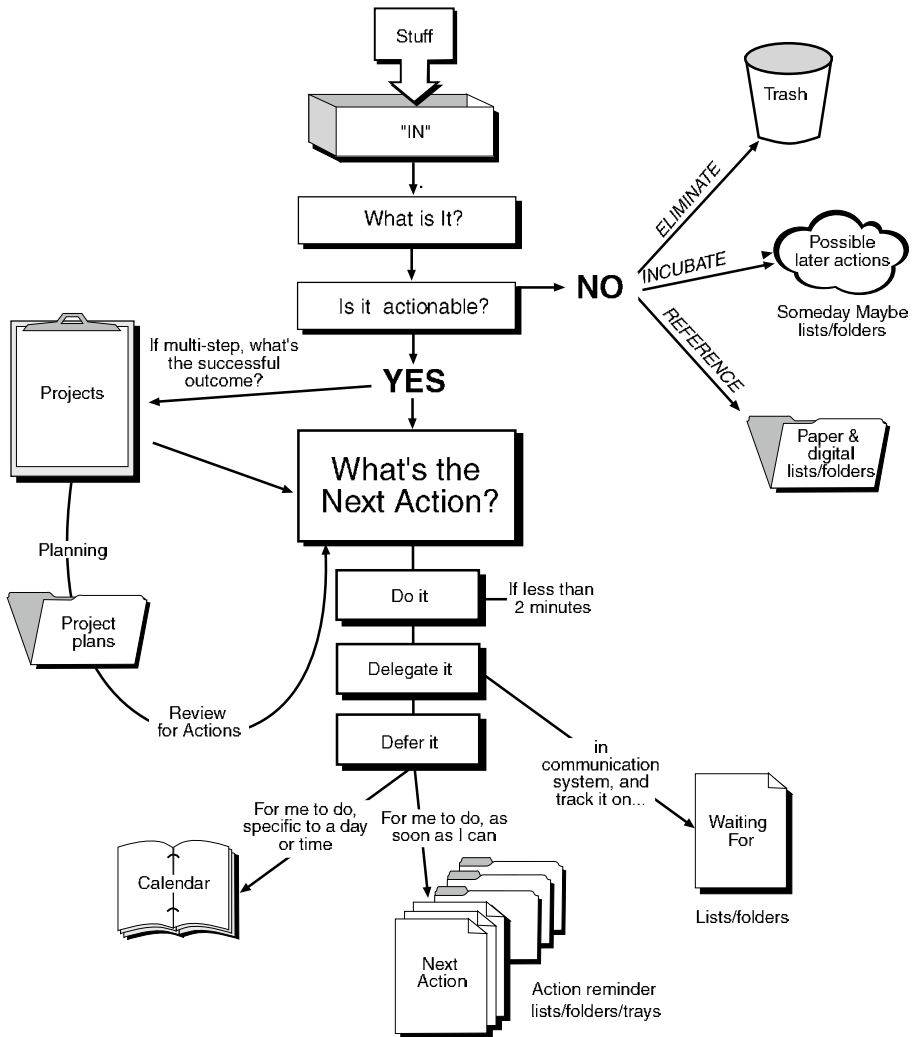 Stuff
"IN"
What is It?
Is it actionable?
NO
ELIMINATE
Trash
INCUBATE
Possible
later actions
Someday Maybe
lists/folders
REFERENCE
Paper &
digital
lists/folders
YES
If multi-step, what's
the successful
outcome?
Projects
Planning
Project
plans
Review
for Actions
What's the
Next Action?
Do it
If less than
2 minutes
Delegate it
in
communication
system, and
track it on...
Waiting
For
Lists/folders
Defer it
For me to do,
specific to a day
or time
Calendar
For me to do, as
soon as I can
Next
Action
Action reminder
lists/folders/trays